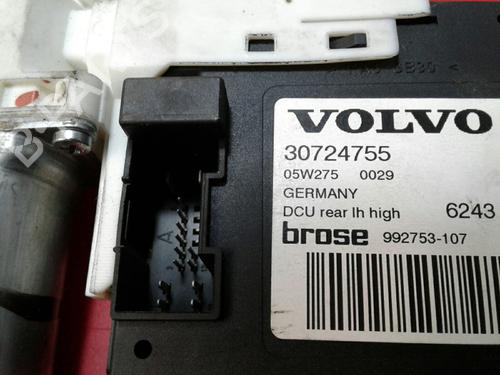 VOLVO
30724755
05W275 0029
GERMANY
DCU rear lh high 6243
brose 992753-107
A